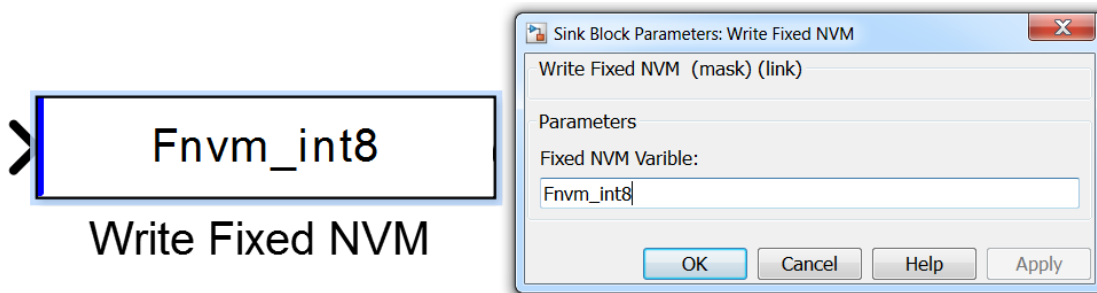 Fnvm_int8
Write Fixed NVM
Sink Block Parameters: Write Fixed NVM
Write Fixed NVM (mask) (link)
Parameters
Fixed NVM Varible:
Fnvm_int8
OK Cancel Help Apply